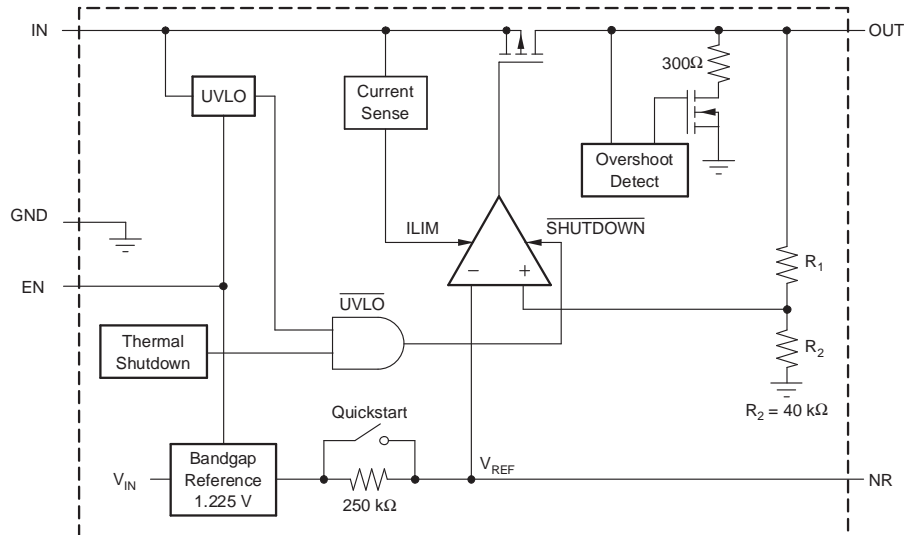 IN
OUT
300Ω
UVLO
Current
Sense
Overshoot
Detect
GND
ILIM
SHUTDOWN
R1
EN
− +
UVLO
Thermal
Shutdown
R2
R2 = 40 kΩ
Quickstart
VIN
Bandgap
Reference
1.225 V
VREF
NR
250 kΩ